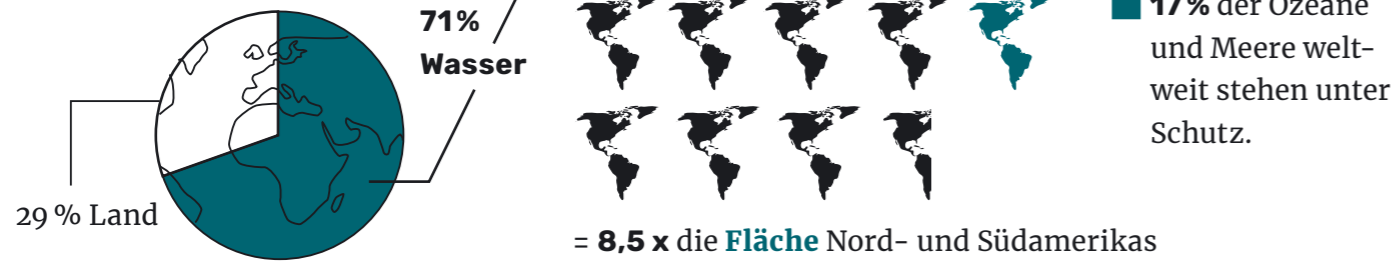 71%
Wasser
29 % Land
= 8,5 x die Fläche Nord- und Südamerikas
17 % der Ozeane
und Meere welt-
weit stehen unter
Schutz.